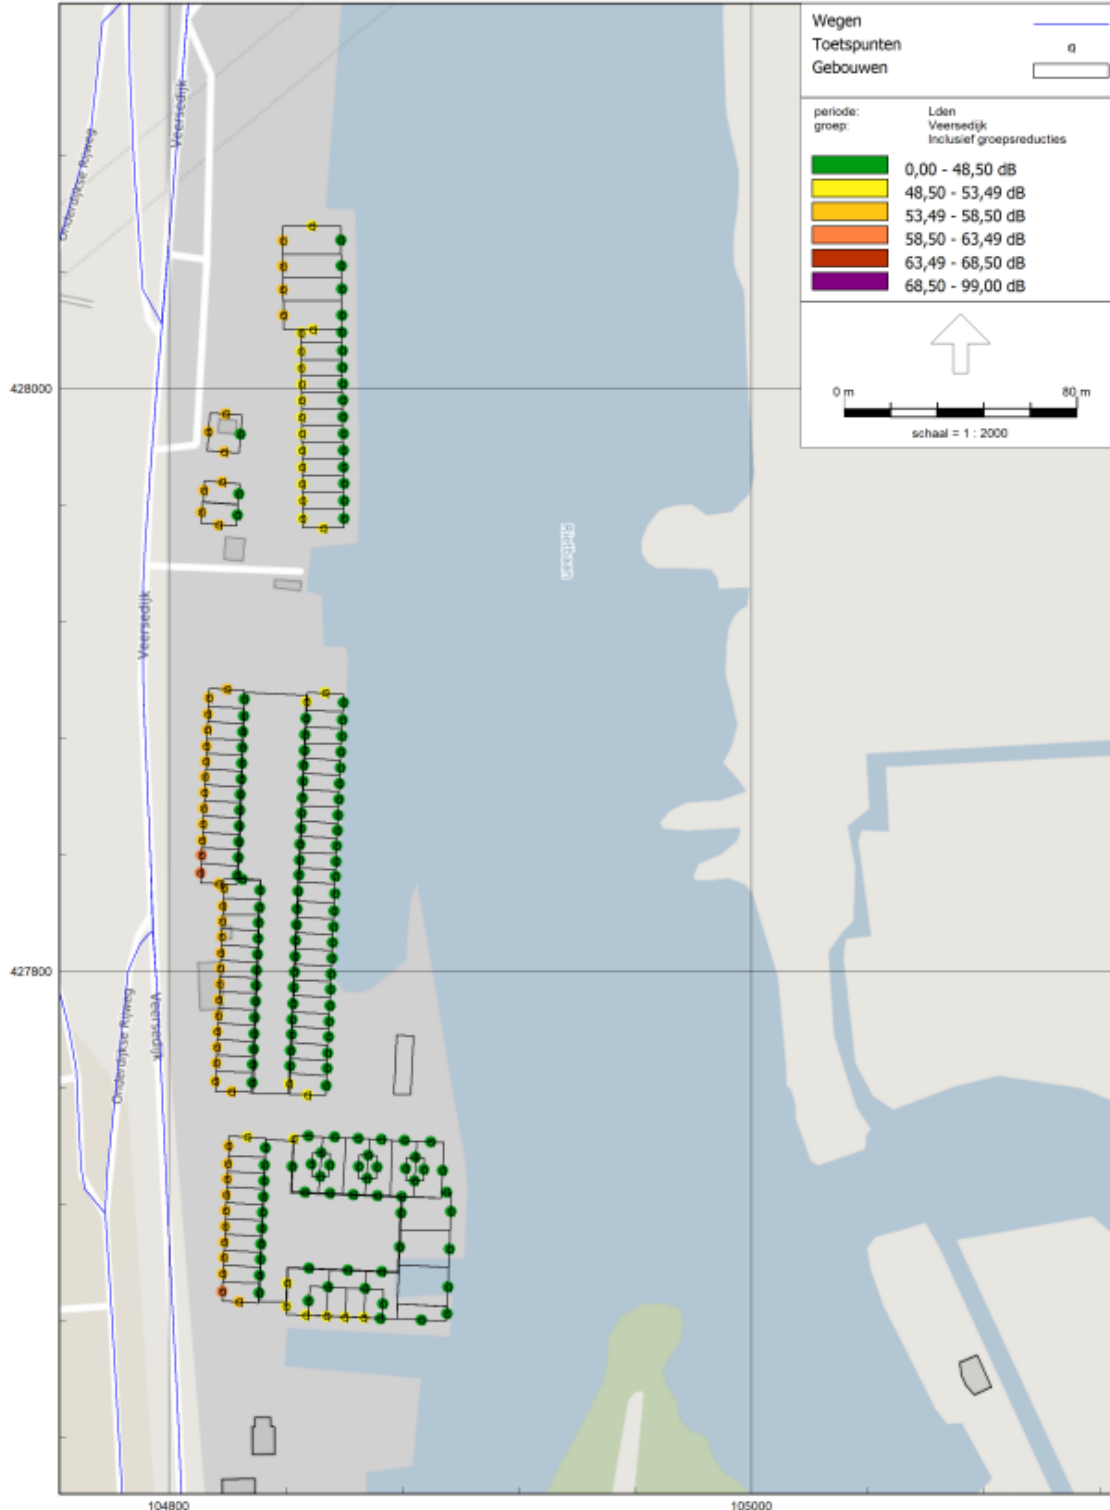 Wegen
Toetspunten
Gebouwen
periode: Lden
groep: Veersedijk
Inclusief groepsreducties
0,00 - 48,50 dB
48,50 - 53,49 dB
53,49 - 58,50 dB
58,50 - 63,49 dB
63,49 - 68,50 dB
68,50 - 99,00 dB
0 m 80 m
schaal = 1 : 2000
Veersedijk
Onderdijkse Rijweg
428000
Rietbaan
Veersedijk
427800
Onderdijkse Rijweg
Veersedijk
104800 105000